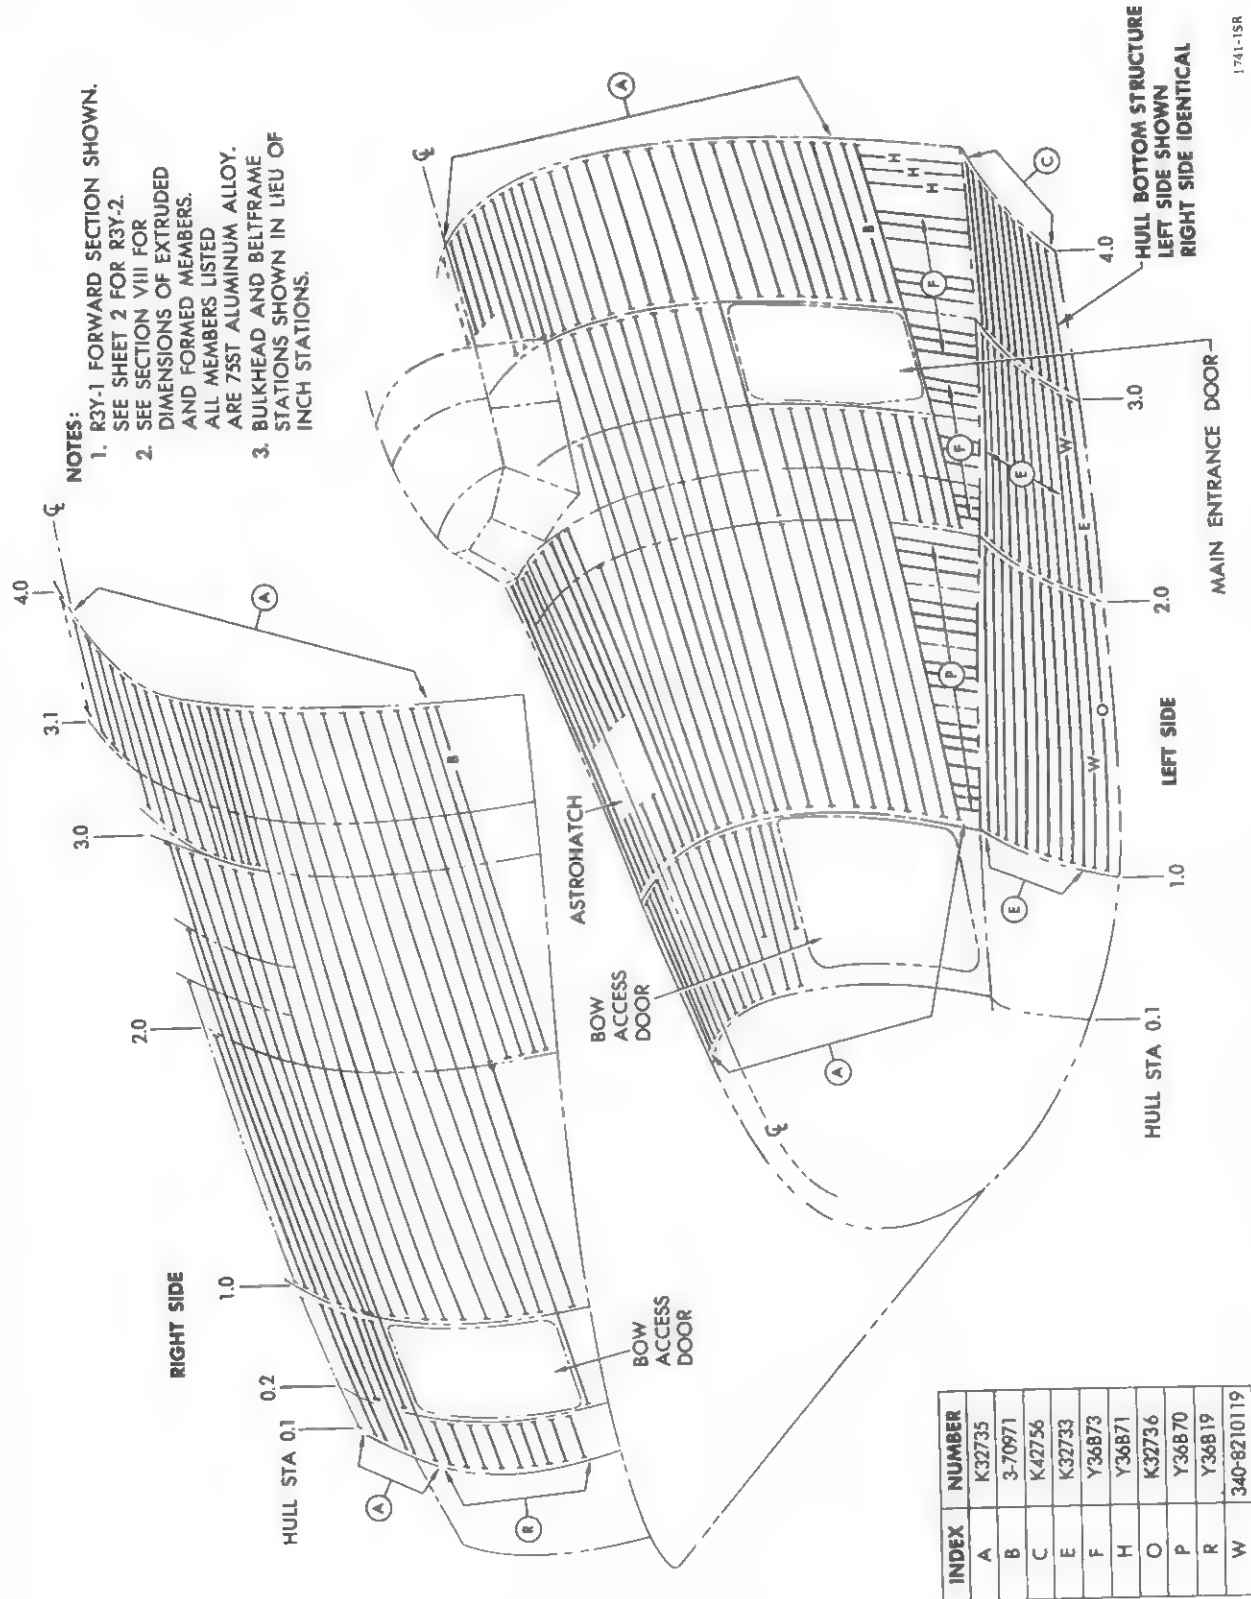 NOTES:
1. R3Y-1 FORWARD SECTION SHOWN.
SEE SHEET 2 FOR R3Y-2.
2. SEE SECTION VIII FOR
DIMENSIONS OF EXTRUDED
AND FORMED MEMBERS.
ALL MEMBERS LISTED
ARE 75ST ALUMINUM ALLOY.
3. BULKHEAD AND BELTFRAME
STATIONS SHOWN IN LIEU OF
INCH STATIONS.
RIGHT SIDE
HULL STA 0.1
0.2
1.0
2.0
3.0
3.1
4.0
℄
A
A
R
B
BOW
ACCESS
DOOR
ASTROHATCH
BOW
ACCESS
DOOR
℄
℄
A
A
B
B
H
H
H
F
F
P
E
E
C
W
E
W
O
HULL STA 0.1
1.0
2.0
3.0
4.0
LEFT SIDE
MAIN ENTRANCE DOOR
HULL BOTTOM STRUCTURE
LEFT SIDE SHOWN
RIGHT SIDE IDENTICAL
1741-1SR
INDEX NUMBER
A K32735
B 3-70971
C K42756
E K32733
F Y36B73
H Y36B71
O K32736
P Y36B70
R Y36B19
W 340-8210119